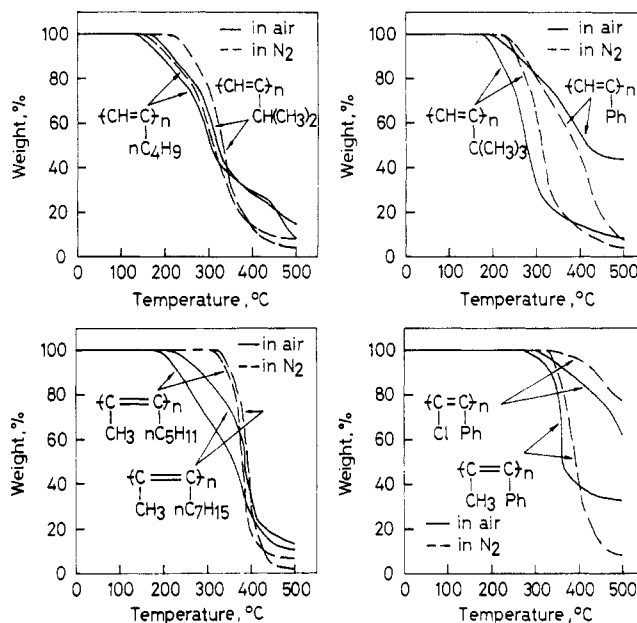 — in air
-- in N2
Weight, %
100
80
60
40
20
0
(CH=C)n
nC4H9
(CH=C)n
CH(CH3)2
0 100 200 300 400 500
Temperature, °C
— in air
-- in N2
Weight, %
100
80
60
40
20
0
(CH=C)n
C(CH3)3
(CH=C)n
Ph
0 100 200 300 400 500
Temperature, °C
— in air
-- in N2
Weight, %
100
80
60
40
20
0
(C=C)n
CH3 nC5H11
(C=C)n
CH3 nC7H15
0 100 200 300 400 500
Temperature, °C
Weight, %
100
80
60
40
20
0
(C=C)n
Cl Ph
(C=C)n
CH3 Ph
— in air
-- in N2
0 100 200 300 400 500
Temperature, °C